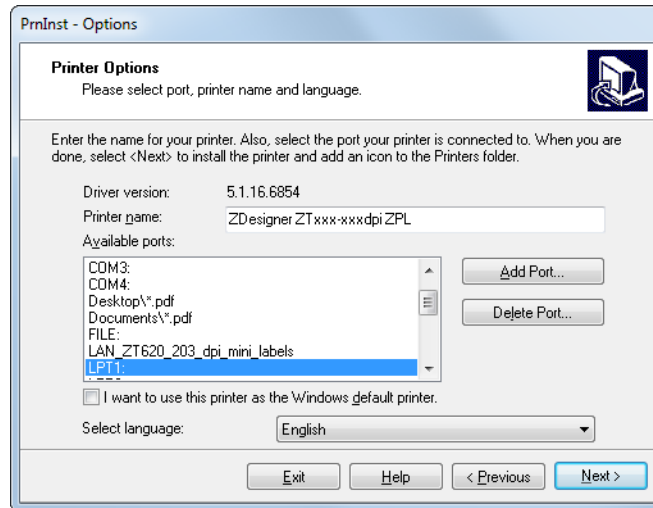 PrnInst - Options
Printer Options
Please select port, printer name and language.
Enter the name for your printer. Also, select the port your printer is connected to. When you are
done, select <Next> to install the printer and add an icon to the Printers folder.
Driver version: 5.1.16.6854
Printer name: ZDesigner ZTxxx-xxxdpi ZPL
Available ports:
COM3:
COM4:
Desktop\*.pdf
Documents\*.pdf
FILE:
LAN_ZT620_203_dpi_mini_labels
LPT1:
Add Port...
Delete Port...
I want to use this printer as the Windows default printer.
Select language: English
Exit Help < Previous Next >